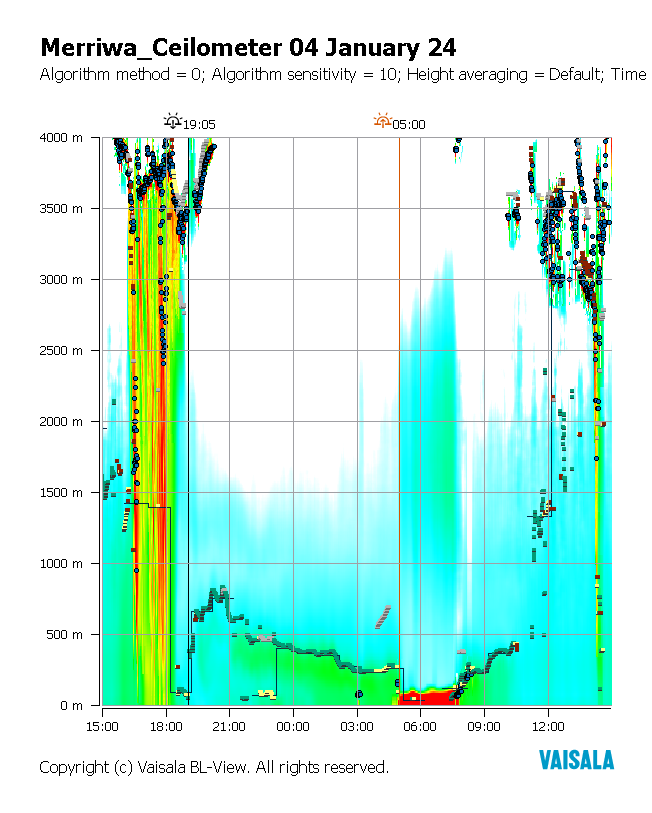 Merriwa_Ceilometer 04 January 24
Algorithm method = 0; Algorithm sensitivity = 10; Height averaging = Default; Time
19:05 05:00
4000 m
3500 m
3000 m
2500 m
2000 m
1500 m
1000 m
500 m
0 m
15:00 18:00 21:00 00:00 03:00 06:00 09:00 12:00
Copyright (c) Vaisala BL-View. All rights reserved.
VAISALA